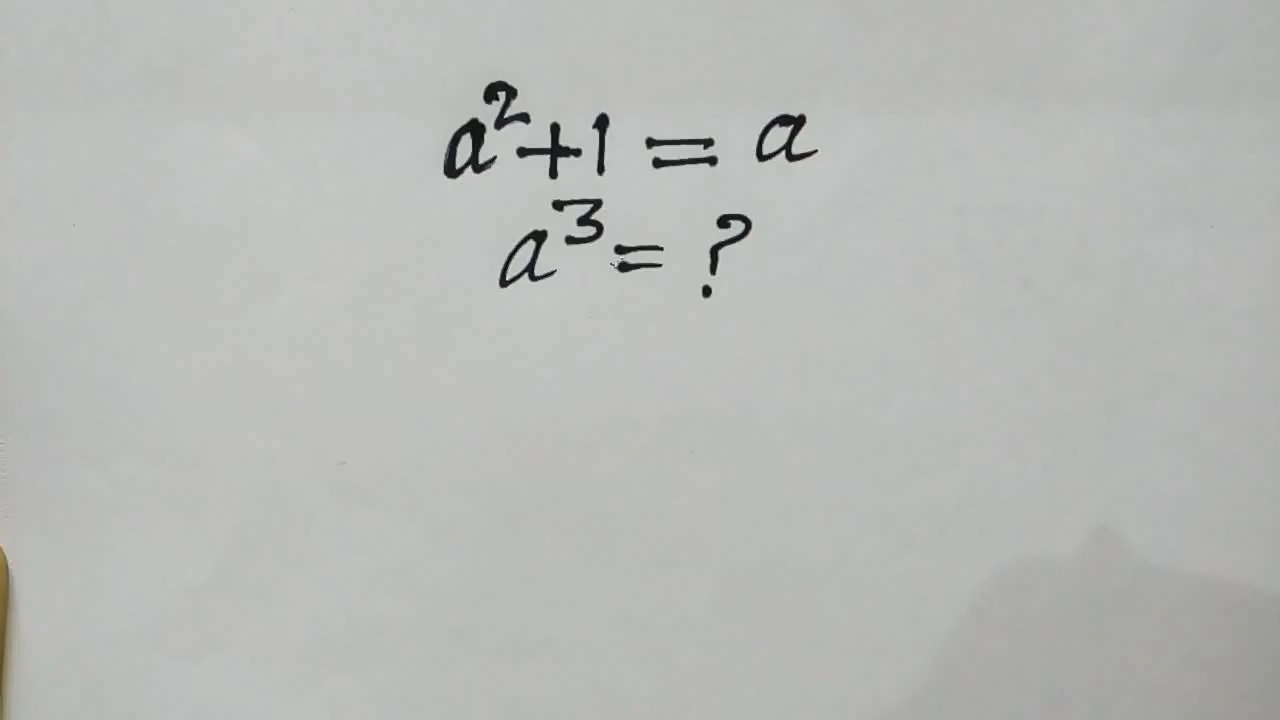 a²+1 = a
a³= ?